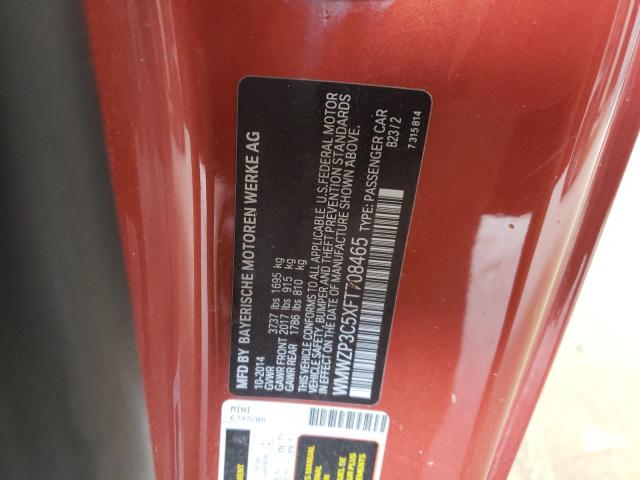 MFD BY BAYERISCHE MOTOREN WERKE AG
10-2014
GVWR 3737 lbs 1695 kg
GAWR FRONT 2017 lbs 915 kg
GAWR REAR 1786 lbs 810 kg
THIS VEHICLE CONFORMS TO ALL APPLICABLE U.S. FEDERAL MOTOR
VEHICLE SAFETY, BUMPER AND THEFT PREVENTION STANDARDS
IN EFFECT ON THE DATE OF MANUFACTURE SHOWN ABOVE.
WMWZP3C5XFT708465 TYPE: PASSENGER CAR
B23/2
7 315 814
MINI
6797208